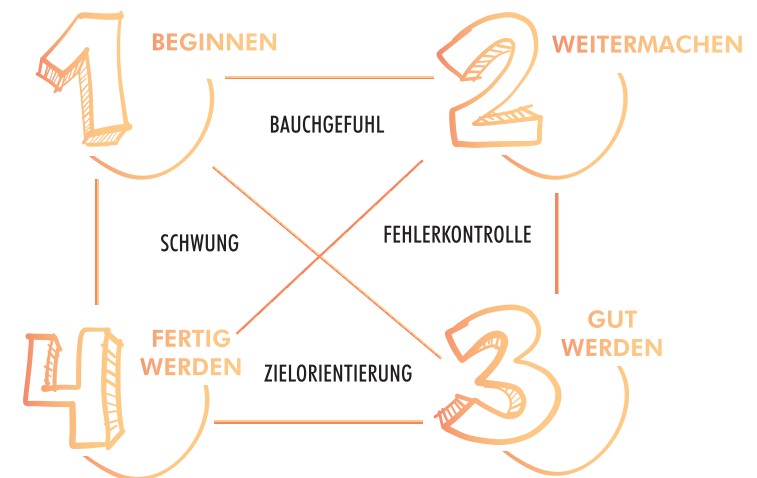 1
BEGINNEN
2
WEITERMACHEN
BAUCHGEFUHL
SCHWUNG
FEHLERKONTROLLE
4
FERTIG
WERDEN
3
GUT
WERDEN
ZIELORIENTIERUNG